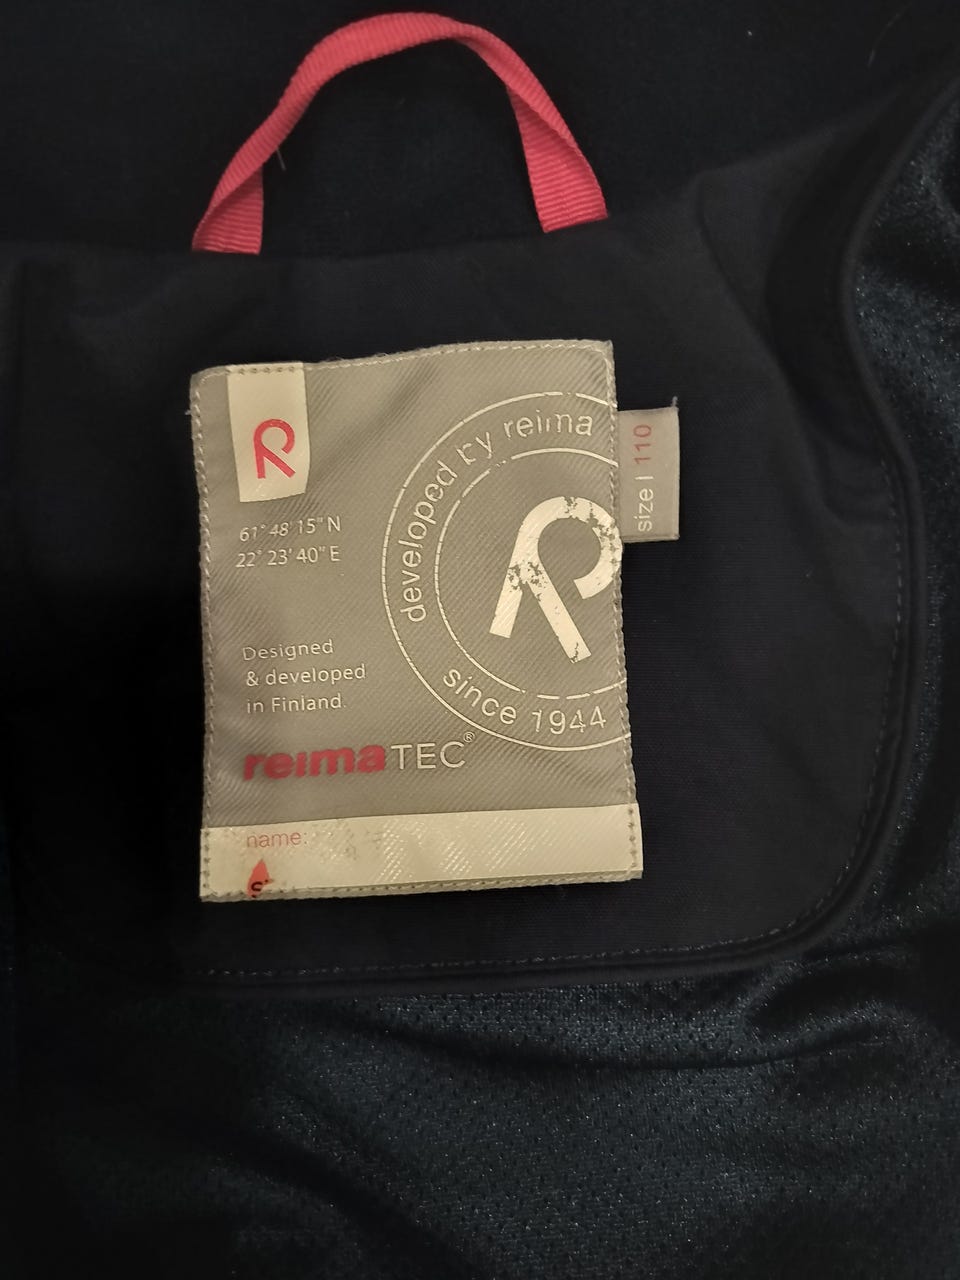 developed by reima
size | 110
61°48'15" N
22°23'40" E
Designed
& developed
in Finland.
since 1944
reimaTEC®
name: